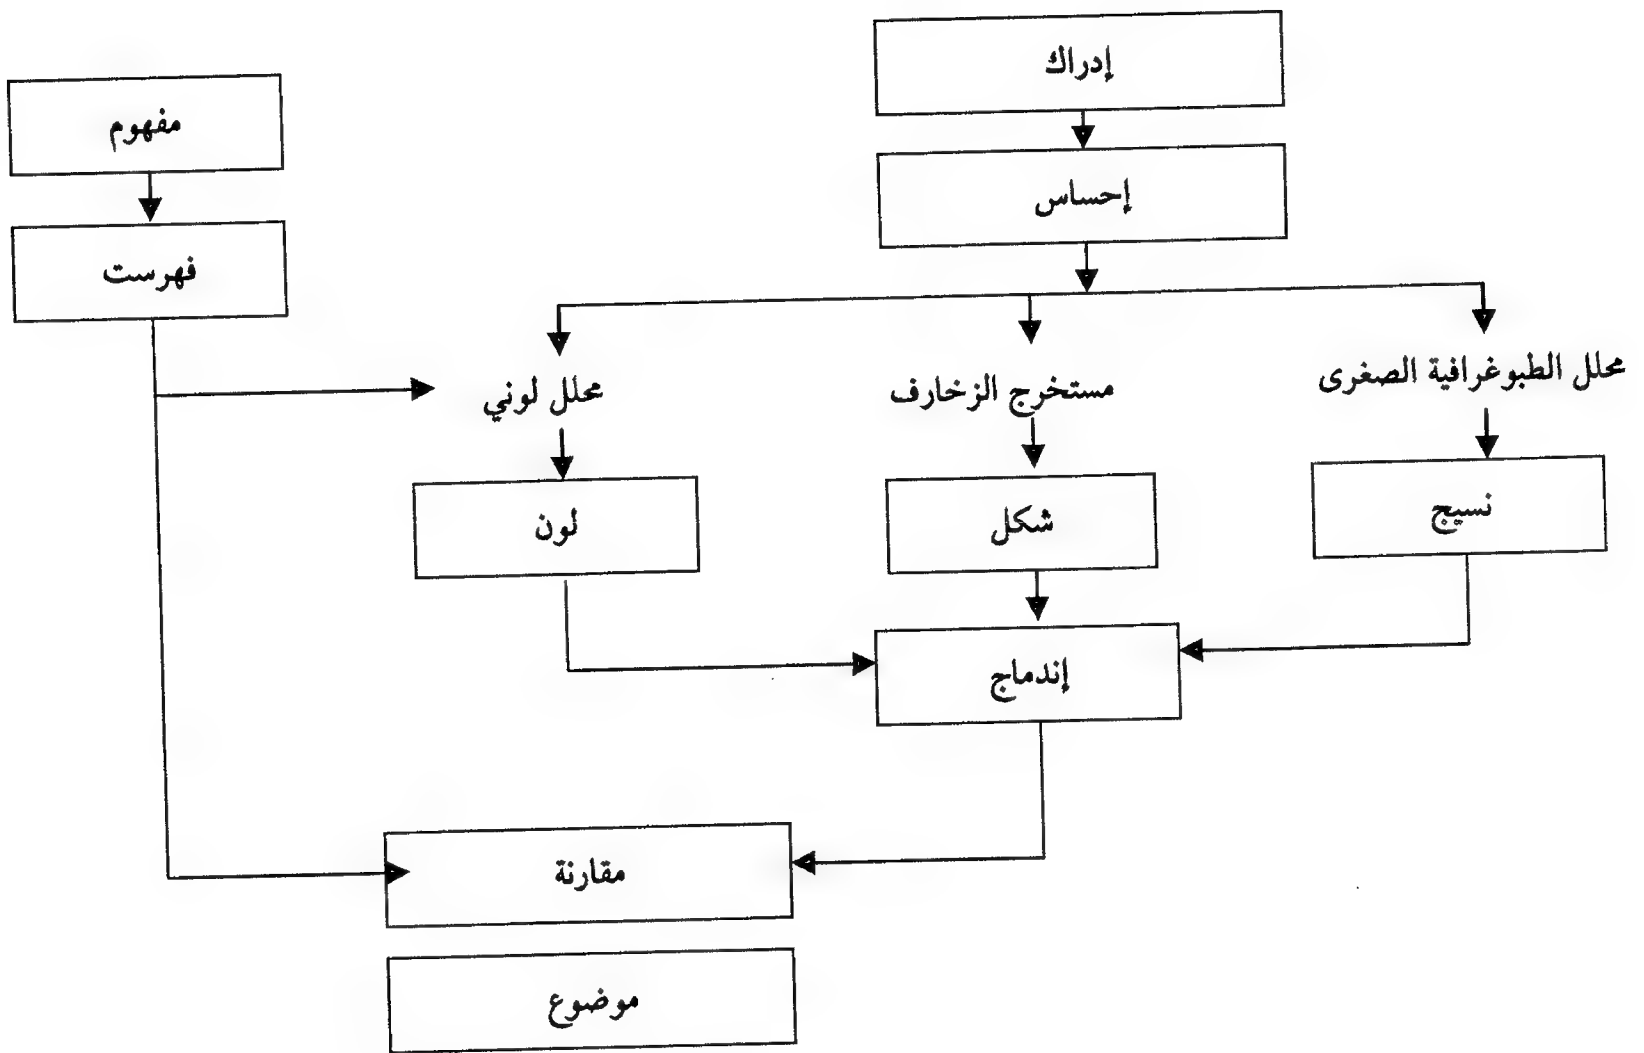 إدراك
مفهوم
إحساس
فهرست
محلل الطبوغرافية الصغرى
مستخرج الزخارف
محلل لوني
نسيج
شكل
لون
إندماج
مقارنة
موضوع